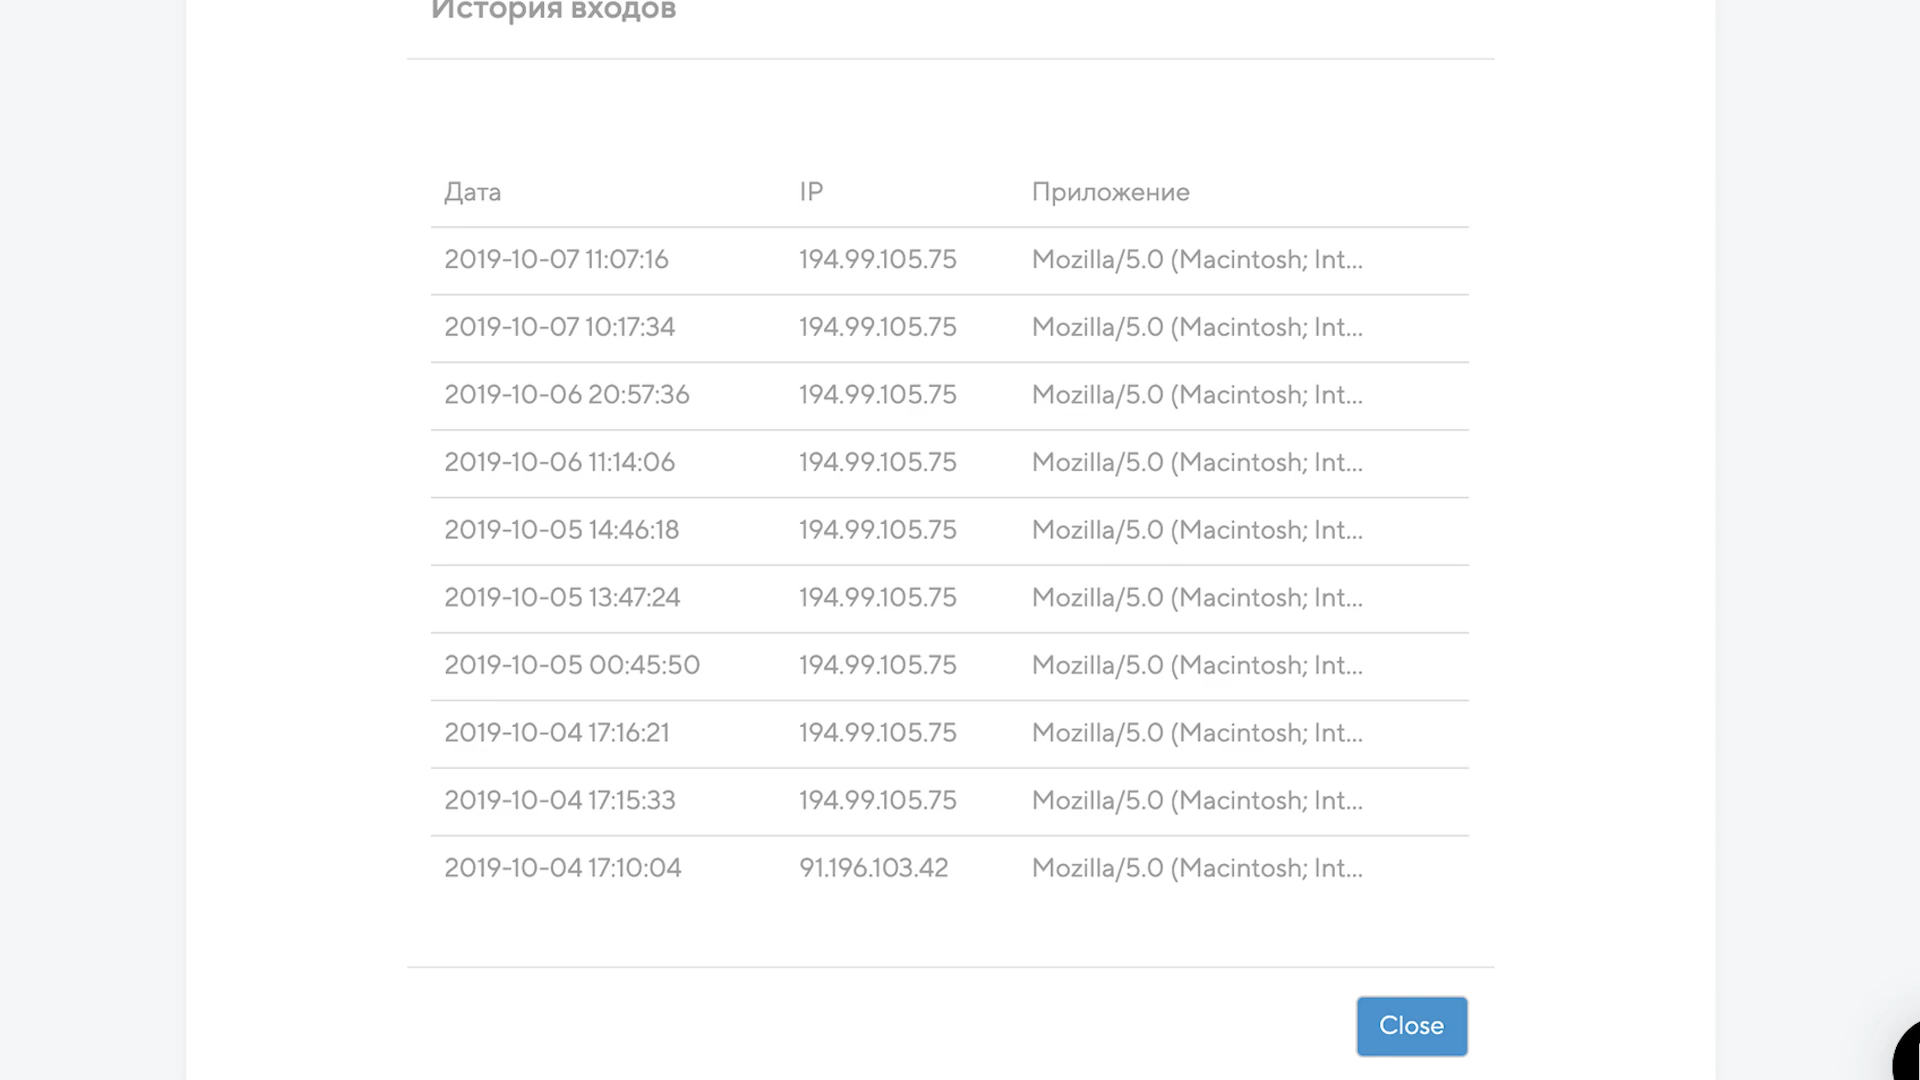 История входов
Дата IP Приложение
2019-10-07 11:07:16 194.99.105.75 Mozilla/5.0 (Macintosh; Int...
2019-10-07 10:17:34 194.99.105.75 Mozilla/5.0 (Macintosh; Int...
2019-10-06 20:57:36 194.99.105.75 Mozilla/5.0 (Macintosh; Int...
2019-10-06 11:14:06 194.99.105.75 Mozilla/5.0 (Macintosh; Int...
2019-10-05 14:46:18 194.99.105.75 Mozilla/5.0 (Macintosh; Int...
2019-10-05 13:47:24 194.99.105.75 Mozilla/5.0 (Macintosh; Int...
2019-10-05 00:45:50 194.99.105.75 Mozilla/5.0 (Macintosh; Int...
2019-10-04 17:16:21 194.99.105.75 Mozilla/5.0 (Macintosh; Int...
2019-10-04 17:15:33 194.99.105.75 Mozilla/5.0 (Macintosh; Int...
2019-10-04 17:10:04 91.196.103.42 Mozilla/5.0 (Macintosh; Int...
Close